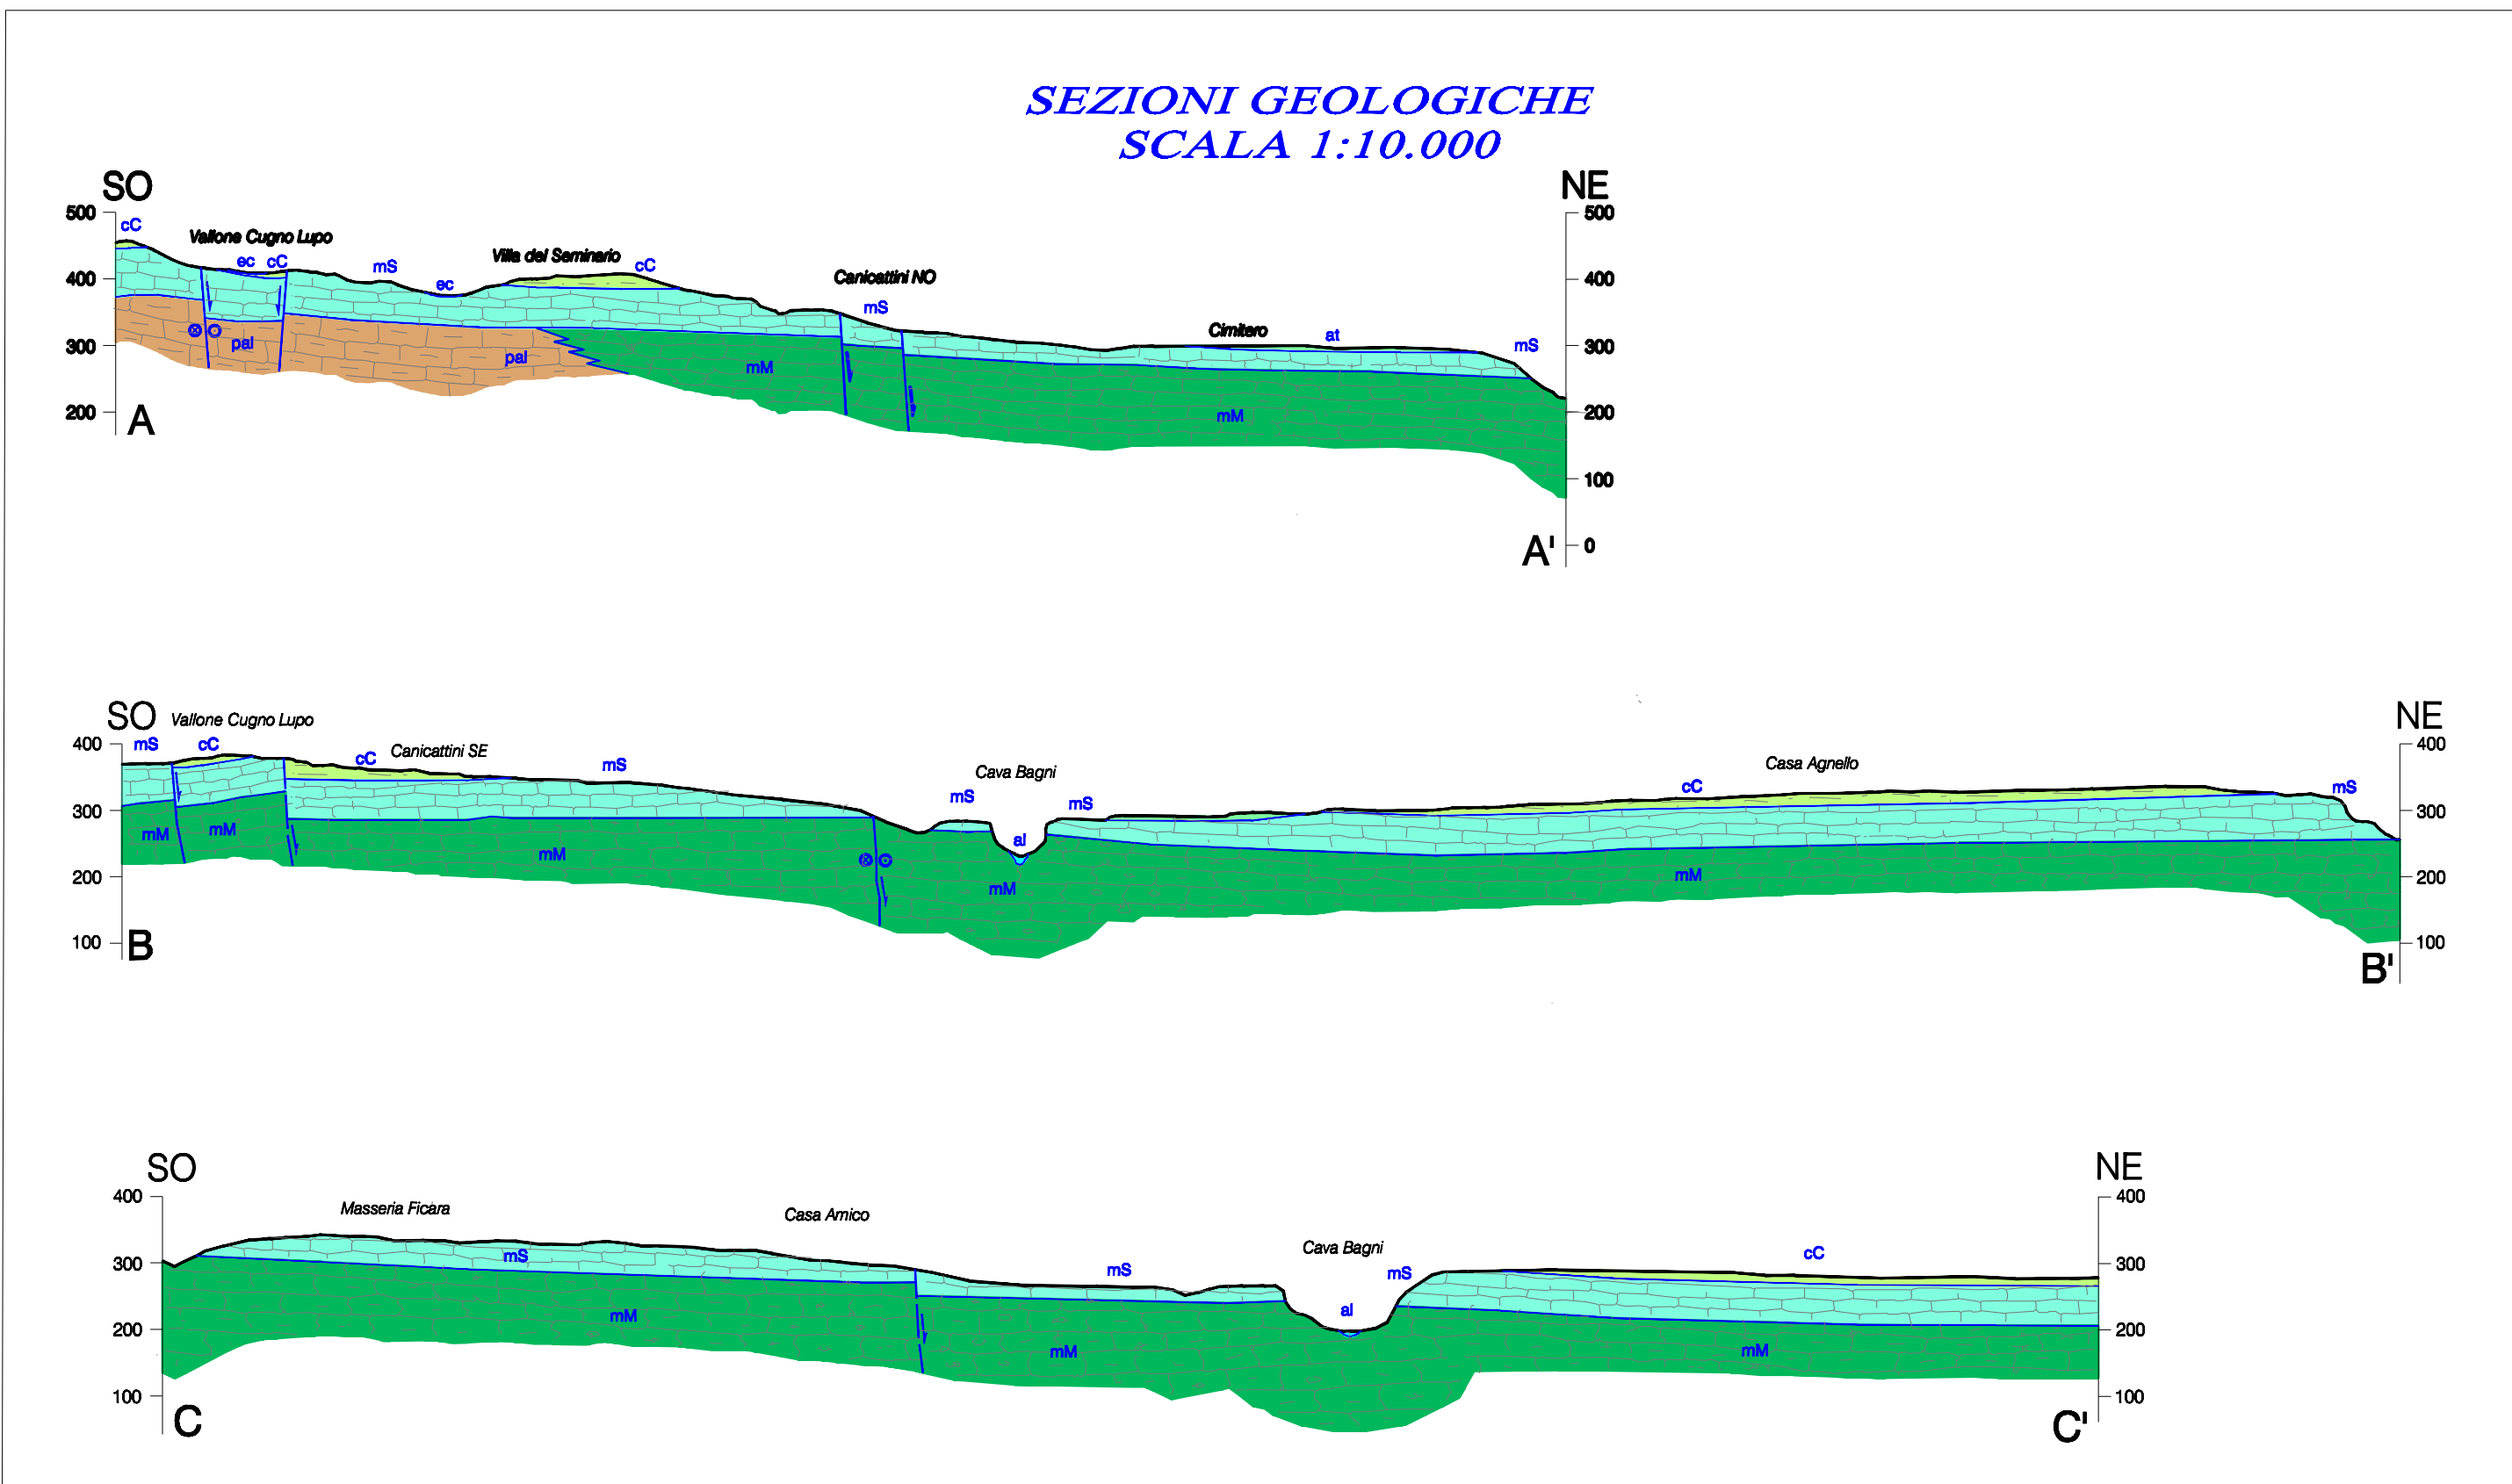 SEZIONI GEOLOGICHE
SCALA 1:10.000
SO
NE
500
500
cC
Vallone Cugno Lupo
ec
cC
mS
Villa del Seminario
cC
ec
Canicattini NO
mS
400
400
Cimitero
at
mS
300
300
pal
pal
mM
mM
200
200
A
100
0
A'
SO
Vallone Cugno Lupo
NE
400
mS
cC
cC
Canicattini SE
mS
Cava Bagni
mS
mS
cC
Casa Agnello
mS
400
300
300
mM
mM
mM
al
mM
mM
200
200
100
100
B
B'
SO
NE
400
400
Masseria Ficara
Casa Amico
Cava Bagni
mS
mS
mS
cC
300
300
mM
al
mM
mM
200
200
100
100
C
C'